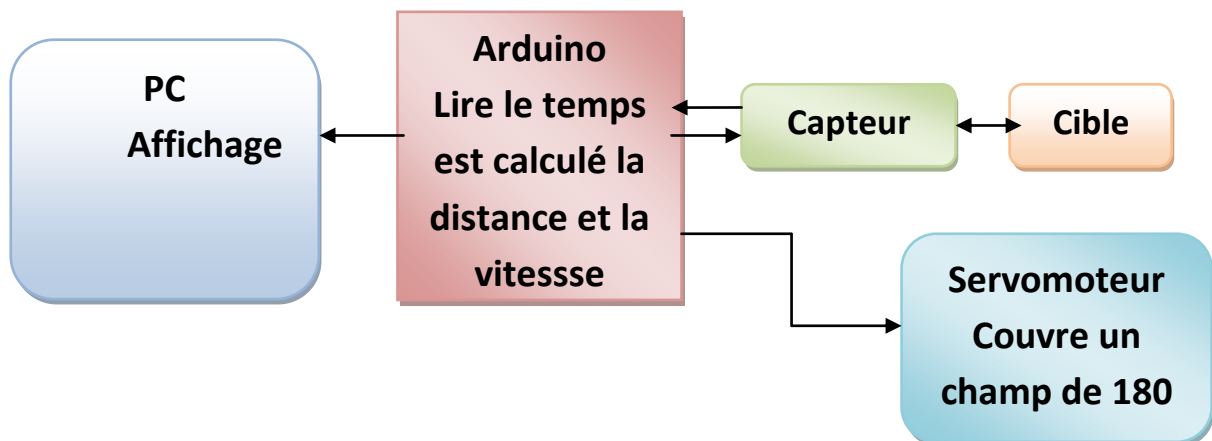 PC
Affichage
Arduino
Lire le temps
est calculé la
distance et la
vitessse
Capteur
Cible
Servomoteur
Couvre un
champ de 180